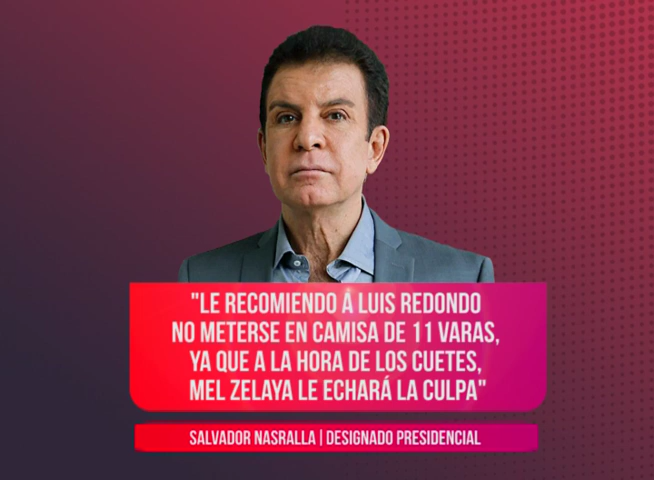 "LE RECOMIENDO A LUIS REDONDO
NO METERSE EN CAMISA DE 11 VARAS,
YA QUE A LA HORA DE LOS CUETES,
MEL ZELAYA LE ECHARÁ LA CULPA"
SALVADOR NASRALLA | DESIGNADO PRESIDENCIAL